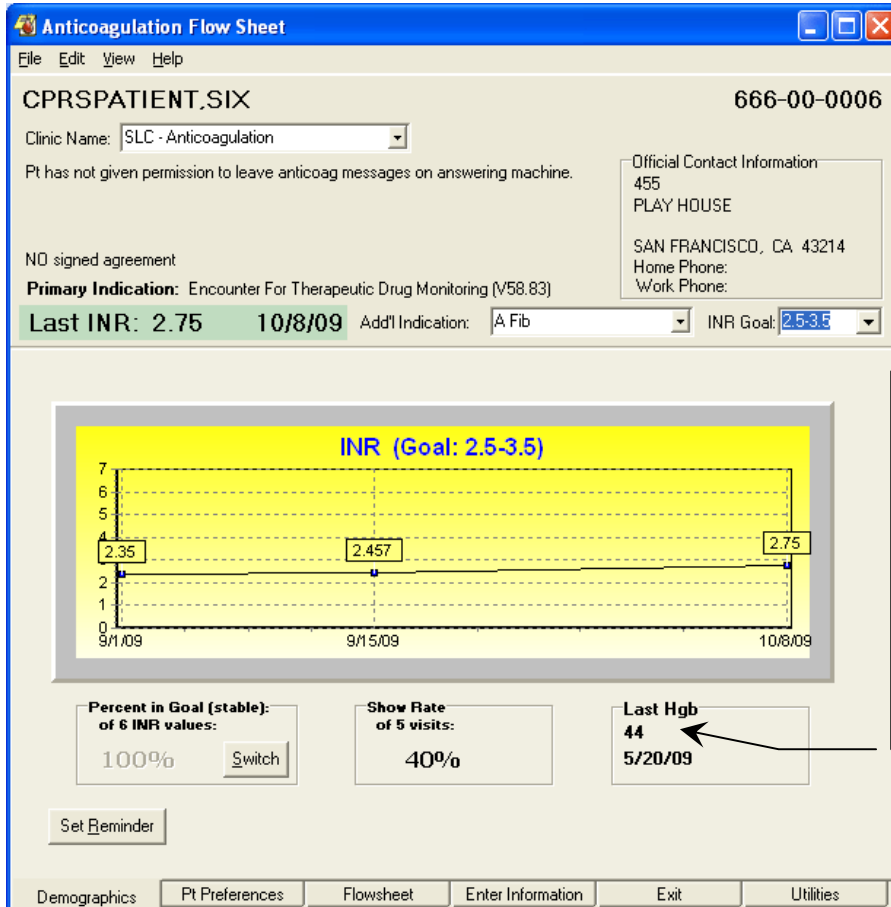 Anticoagulation Flow Sheet
File Edit View Help
CPRSPATIENT,SIX 666-00-0006
Clinic Name: SLC - Anticoagulation
Pt has not given permission to leave anticoag messages on answering machine.
Official Contact Information
455
PLAY HOUSE
SAN FRANCISCO, CA 43214
Home Phone:
Work Phone:
NO signed agreement
Primary Indication: Encounter For Therapeutic Drug Monitoring (V58.83)
Last INR: 2.75 10/8/09 Add'l Indication: A Fib INR Goal: 2.5-3.5
INR (Goal: 2.5-3.5)
7
6
5
4
2.35 2.457 2.75
2
1
0
9/1/09 9/15/09 10/8/09
Percent in Goal (stable):
of 6 INR values:
100% Switch
Show Rate
of 5 visits:
40%
Last Hgb
44
5/20/09
Set Reminder
Demographics Pt Preferences Flowsheet Enter Information Exit Utilities